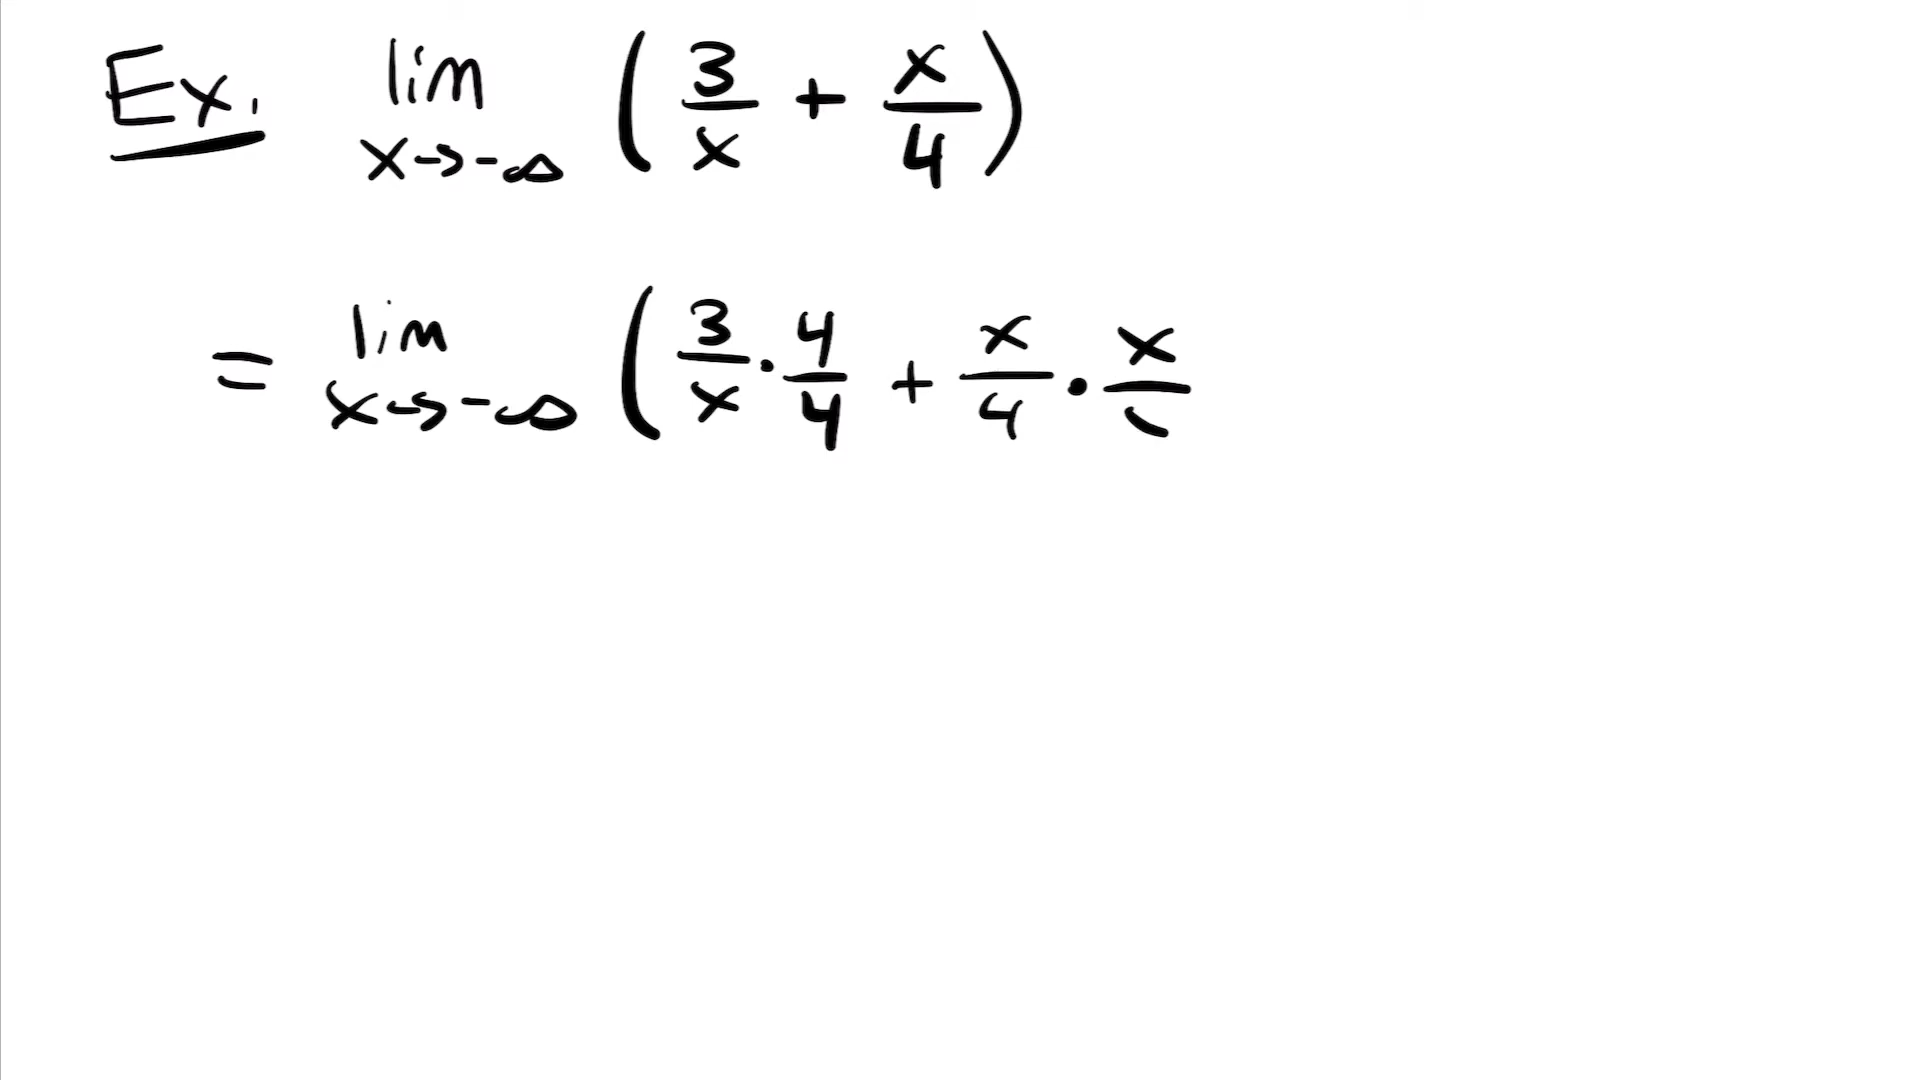 Ex. lim x→-∞ (3/x + x/4)
= lim x→-∞ (3/x · 4/4 + x/4 · x/